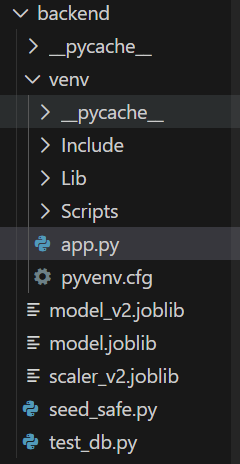 backend
__pycache__
venv
__pycache__
Include
Lib
Scripts
app.py
pyvenv.cfg
model_v2.joblib
model.joblib
scaler_v2.joblib
seed_safe.py
test_db.py